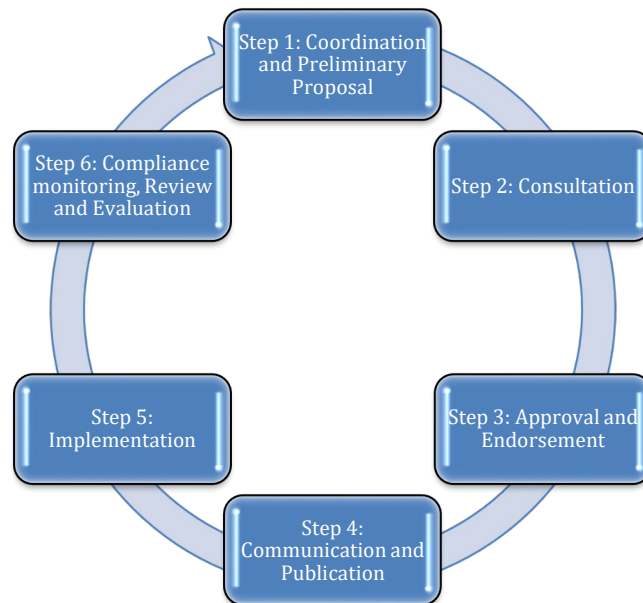 Step 1: Coordination
and Preliminary
Proposal
Step 2: Consultation
Step 3: Approval and
Endorsement
Step 4:
Communication and
Publication
Step 5:
Implementation
Step 6: Compliance
monitoring, Review
and Evaluation